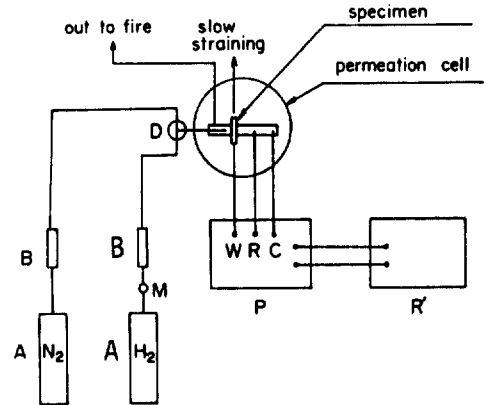 out to fire
slow
straining
specimen
permeation cell
D
W R C
B
B
M
P
R'
A
N2
A
H2